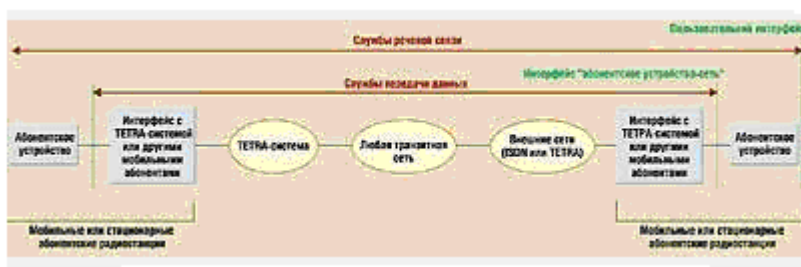 Пользовательский интерфейс
Службы речевой связи
Интерфейс "абонентское устройство-сеть"
Службы передачи данных
Абонентское
устройство
Интерфейс с
TETRA-системой
или другими
мобильными
абонентами
TETRA-система
Любая транзитная
сеть
Внешние сети
(ISDN или TETRA)
Интерфейс с
TETРА-системой
или другими
мобильными
абонентами
Абонентское
устройство
Мобильные или стационарные
абонентские радиостанции
Мобильные или стационарные
абонентские радиостанции